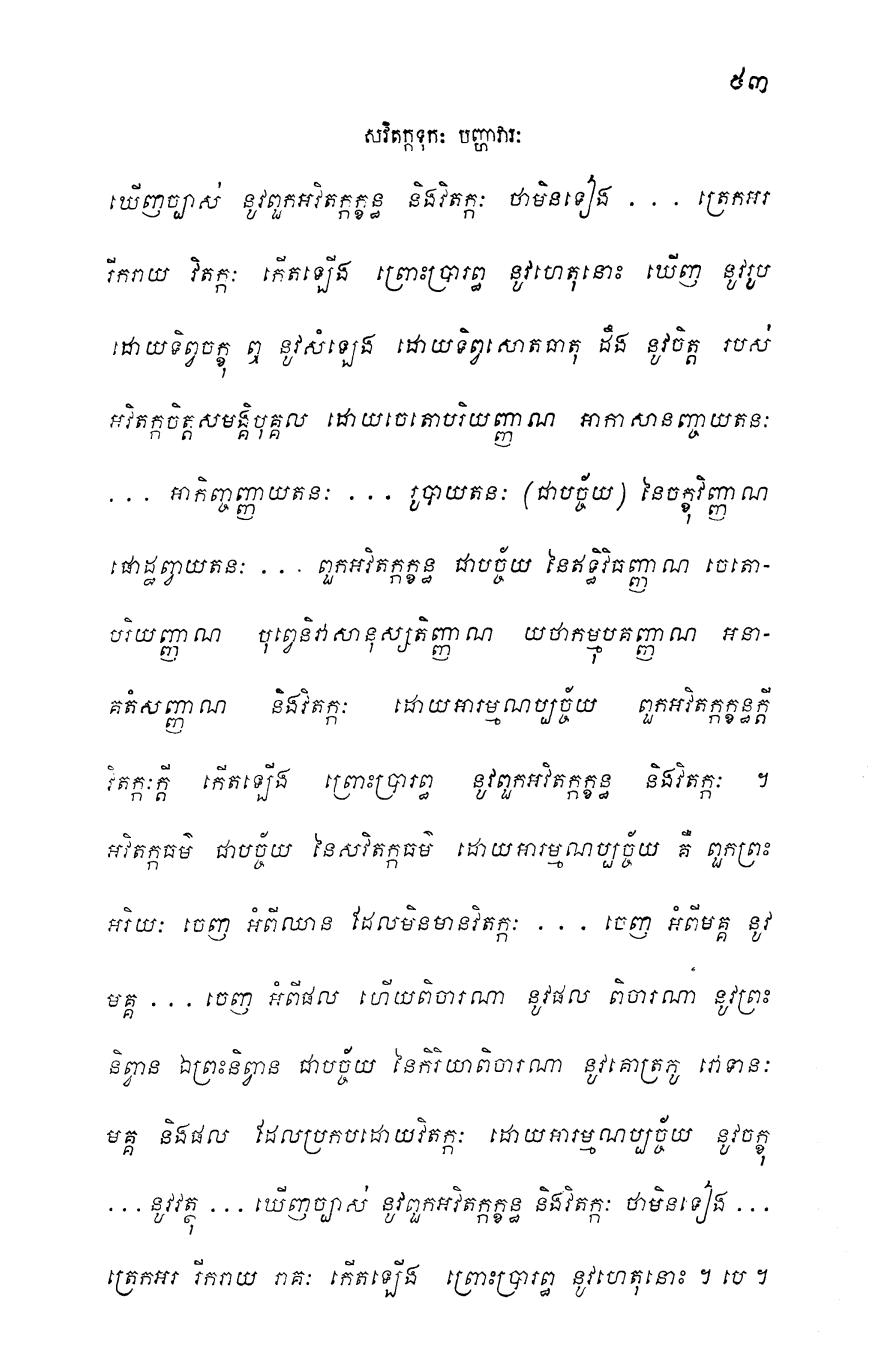 ៥៣
សវិតក្កទុកៈ បញ្ហាវារៈ
ឃើញច្បាស់ នូវពួកអវិតក្កក្ខន្ធ និងវិតក្កៈ ថាមិនទៀង . . . ត្រេកអរ
រីករាយ វិតក្កៈ កើតឡើង ព្រោះប្រារព្ធ នូវហេតុនោះ ឃើញ នូវរូប
ដោយទិព្វចក្ខុ ឮ នូវសំឡេង ដោយទិព្វសោតធាតុ ដឹង នូវចិត្ត របស់
អវិតក្កចិត្តសមង្គិបុគ្គល ដោយចេតោបរិយញ្ញាណ អាកាសានញ្ចាយតនៈ
. . . អាកិញ្ចញ្ញាយតនៈ . . . រូបាយតនៈ (ជាបច្ច័យ) នៃចក្ខុវិញ្ញាណ
ផោដ្ឋព្វាយតនៈ . . . ពួកអវិតក្កក្ខន្ធ ជាបច្ច័យ នៃឥទ្ធិវិធញ្ញាណ ចេតោ-
បរិយញ្ញាណ បុព្វេនិវាសានុស្សតិញ្ញាណ យថាកម្មុបគញ្ញាណ អនា-
គតំសញ្ញាណ និងវិតក្កៈ ដោយអារម្មណប្បច្ច័យ ពួកអវិតក្កក្ខន្ធក្តី
វិតក្កៈក្តី កើតឡើង ព្រោះប្រារព្ធ នូវពួកអវិតក្កក្ខន្ធ និងវិតក្កៈ ។
អវិតក្កធម៌ ជាបច្ច័យ នៃសវិតក្កធម៌ ដោយអារម្មណប្បច្ច័យ គឺ ពួកព្រះ
អរិយៈ ចេញ អំពីឈាន ដែលមិនមានវិតក្កៈ . . . ចេញ អំពីមគ្គ នូវ
មគ្គ . . . ចេញ អំពីផល ហើយពិចារណា នូវផល ពិចារណា នូវព្រះ
និព្វាន ឯព្រះនិព្វាន ជាបច្ច័យ នៃកិរិយាពិចារណា នូវគោត្រភូ វោទានៈ
មគ្គ និងផល ដែលប្រកបដោយវិតក្កៈ ដោយអារម្មណប្បច្ច័យ នូវចក្ខុ
. . . នូវវត្ថុ . . . ឃើញច្បាស់ នូវពួកអវិតក្កក្ខន្ធ និងវិតក្កៈ ថាមិនទៀង . . .
ត្រេកអរ រីករាយ រាគៈ កើតឡើង ព្រោះប្រារព្ធ នូវហេតុនោះ ។ បេ ។